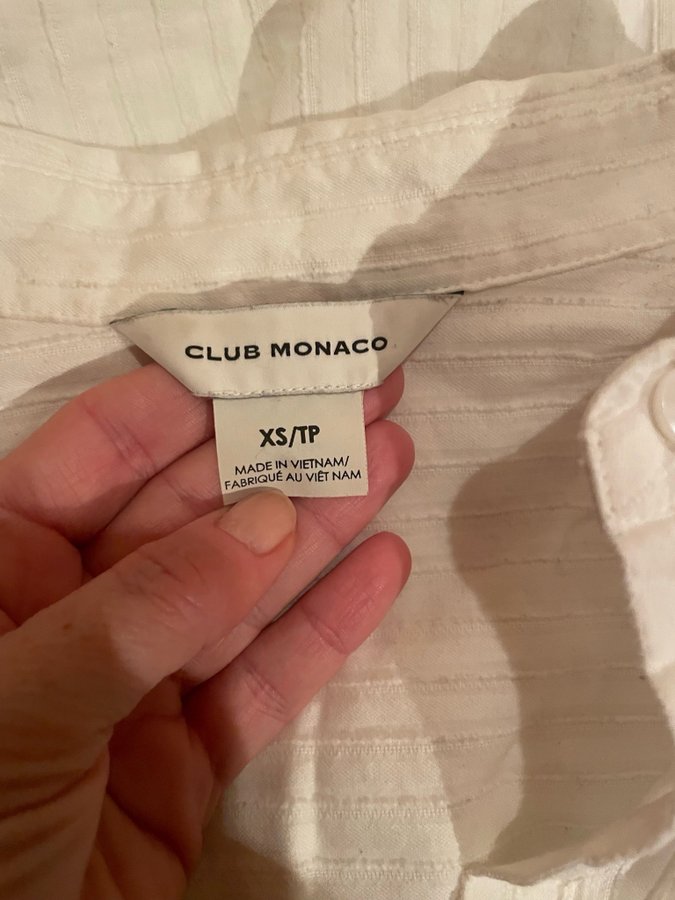 CLUB MONACO
XS/TP
MADE IN VIETNAM/
FABRIQUÉ AU VIÊT NAM